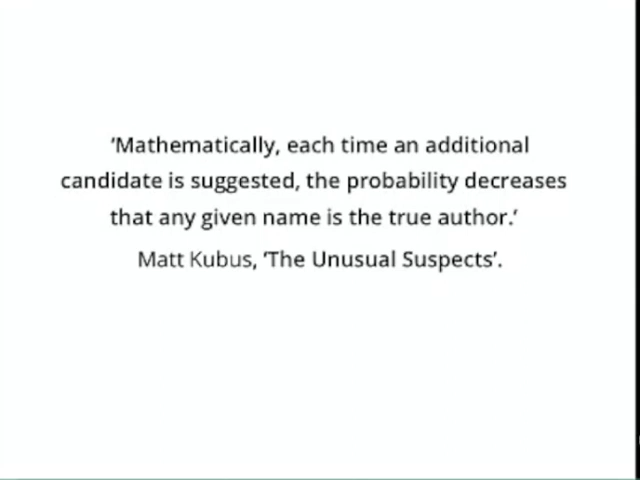 ‘Mathematically, each time an additional
candidate is suggested, the probability decreases
that any given name is the true author.’
Matt Kubus, ‘The Unusual Suspects’.